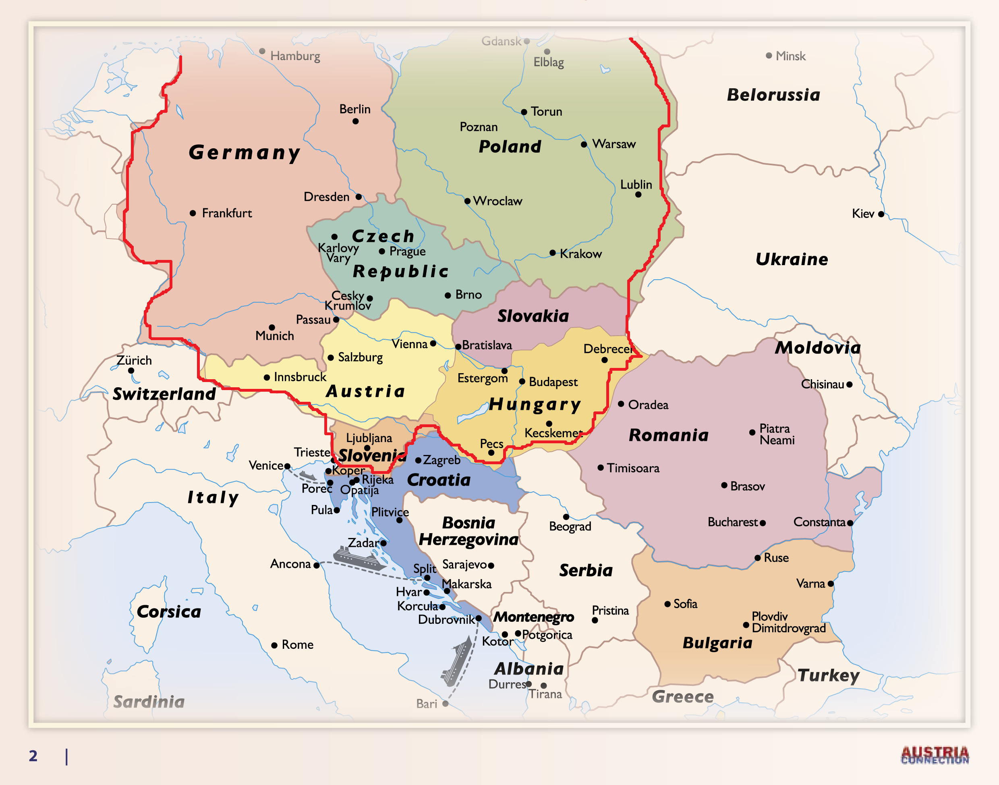 Gdansk
Hamburg
Elblag
Minsk
Belorussia
Berlin
Torun
Poznan
Germany
Poland
Warsaw
Lublin
Dresden
Wroclaw
Frankfurt
Kiev
Czech
Karlovy
Vary
Prague
Krakow
Ukraine
Republic
Cesky
Krumlov
Brno
Slovakia
Passau
Munich
Vienna
Bratislava
Debrecen
Moldovia
Zürich
Salzburg
Innsbruck
Estergom
Budapest
Chisinau
Switzerland
Austria
Hungary
Oradea
Kecskemet
Romania
Piatra
Neami
Ljubljana
Pecs
Trieste
Slovenia
Zagreb
Venice
Koper
Timisoara
Rijeka
Croatia
Porec
Opatija
Brasov
Italy
Pula
Plitvice
Bosnia
Herzegovina
Beograd
Bucharest
Constanta
Zadar
Ancona
Split
Sarajevo
Serbia
Ruse
Makarska
Varna
Hvar
Korcula
Sofia
Corsica
Dubrovnik
Montenegro
Pristina
Plovdiv
Dimitdrovgrad
Kotor
Potgorica
Bulgaria
Rome
Albania
Turkey
Durres
Tirana
Greece
Sardinia
Bari
2 |
AUSTRIA
CONNECTION